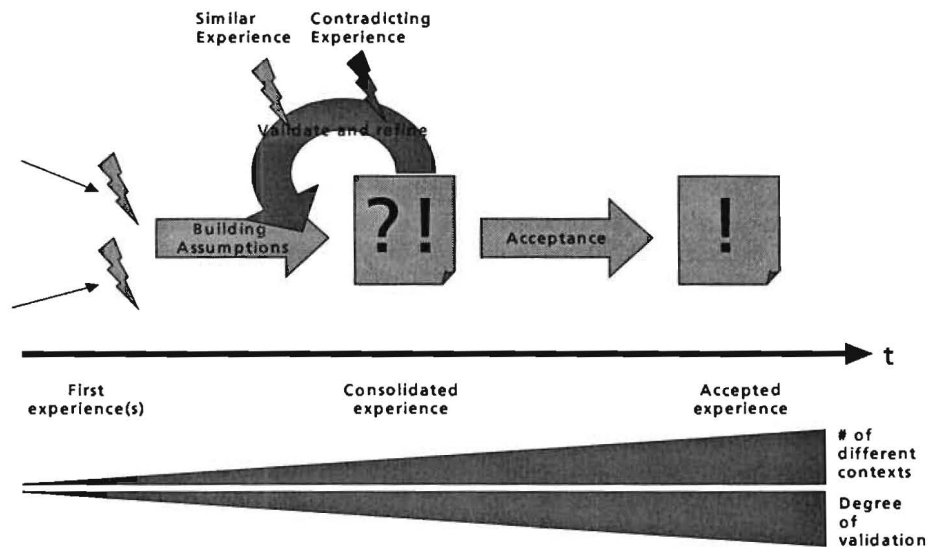 Similar
Experience
Contradicting
Experience
Validate and refine
Building
Assumptions
?!
Acceptance
!
t
First
experience(s)
Consolidated
experience
Accepted
experience
# of
different
contexts
Degree
of
validation